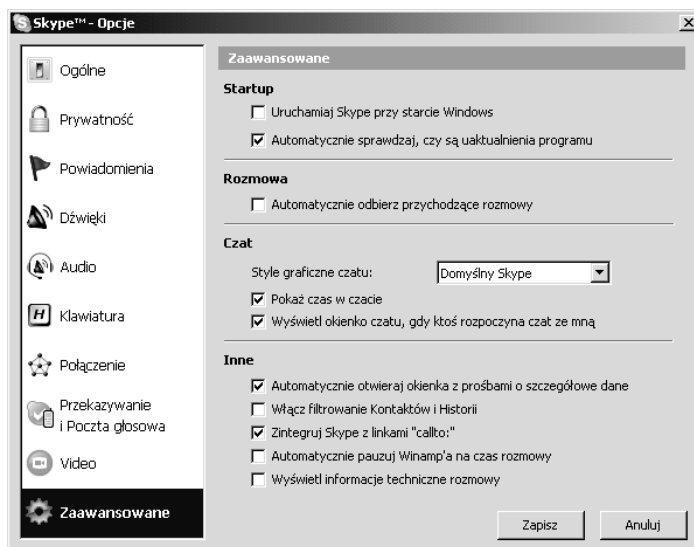 Skype™ - Opcje
Ogólne
Prywatność
Powiadomienia
Dźwięki
Audio
H
Klawiatura
Połączenie
Przekazywanie
i Poczta głosowa
Video
Zaawansowane
Zaawansowane
Startup
Uruchamiaj Skype przy starcie Windows
Automatycznie sprawdzaj, czy są uaktualnienia programu
Rozmowa
Automatycznie odbierz przychodzące rozmowy
Czat
Style graficzne czatu: Domyślny Skype
Pokaż czas w czacie
Wyświetl okienko czatu, gdy ktoś rozpoczyna czat ze mną
Inne
Automatycznie otwieraj okienka z prośbami o szczegółowe dane
Włącz filtrowanie Kontaktów i Historii
Zintegruj Skype z linkami "callto:"
Automatycznie pauzuj Winamp'a na czas rozmowy
Wyświetl informacje techniczne rozmowy
Zapisz Anuluj